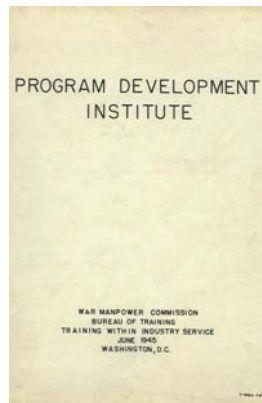 PROGRAM DEVELOPMENT
INSTITUTE
WAR MANPOWER COMMISSION
BUREAU OF TRAINING
TRAINING WITHIN INDUSTRY SERVICE
JUNE 1945
WASHINGTON, D.C.